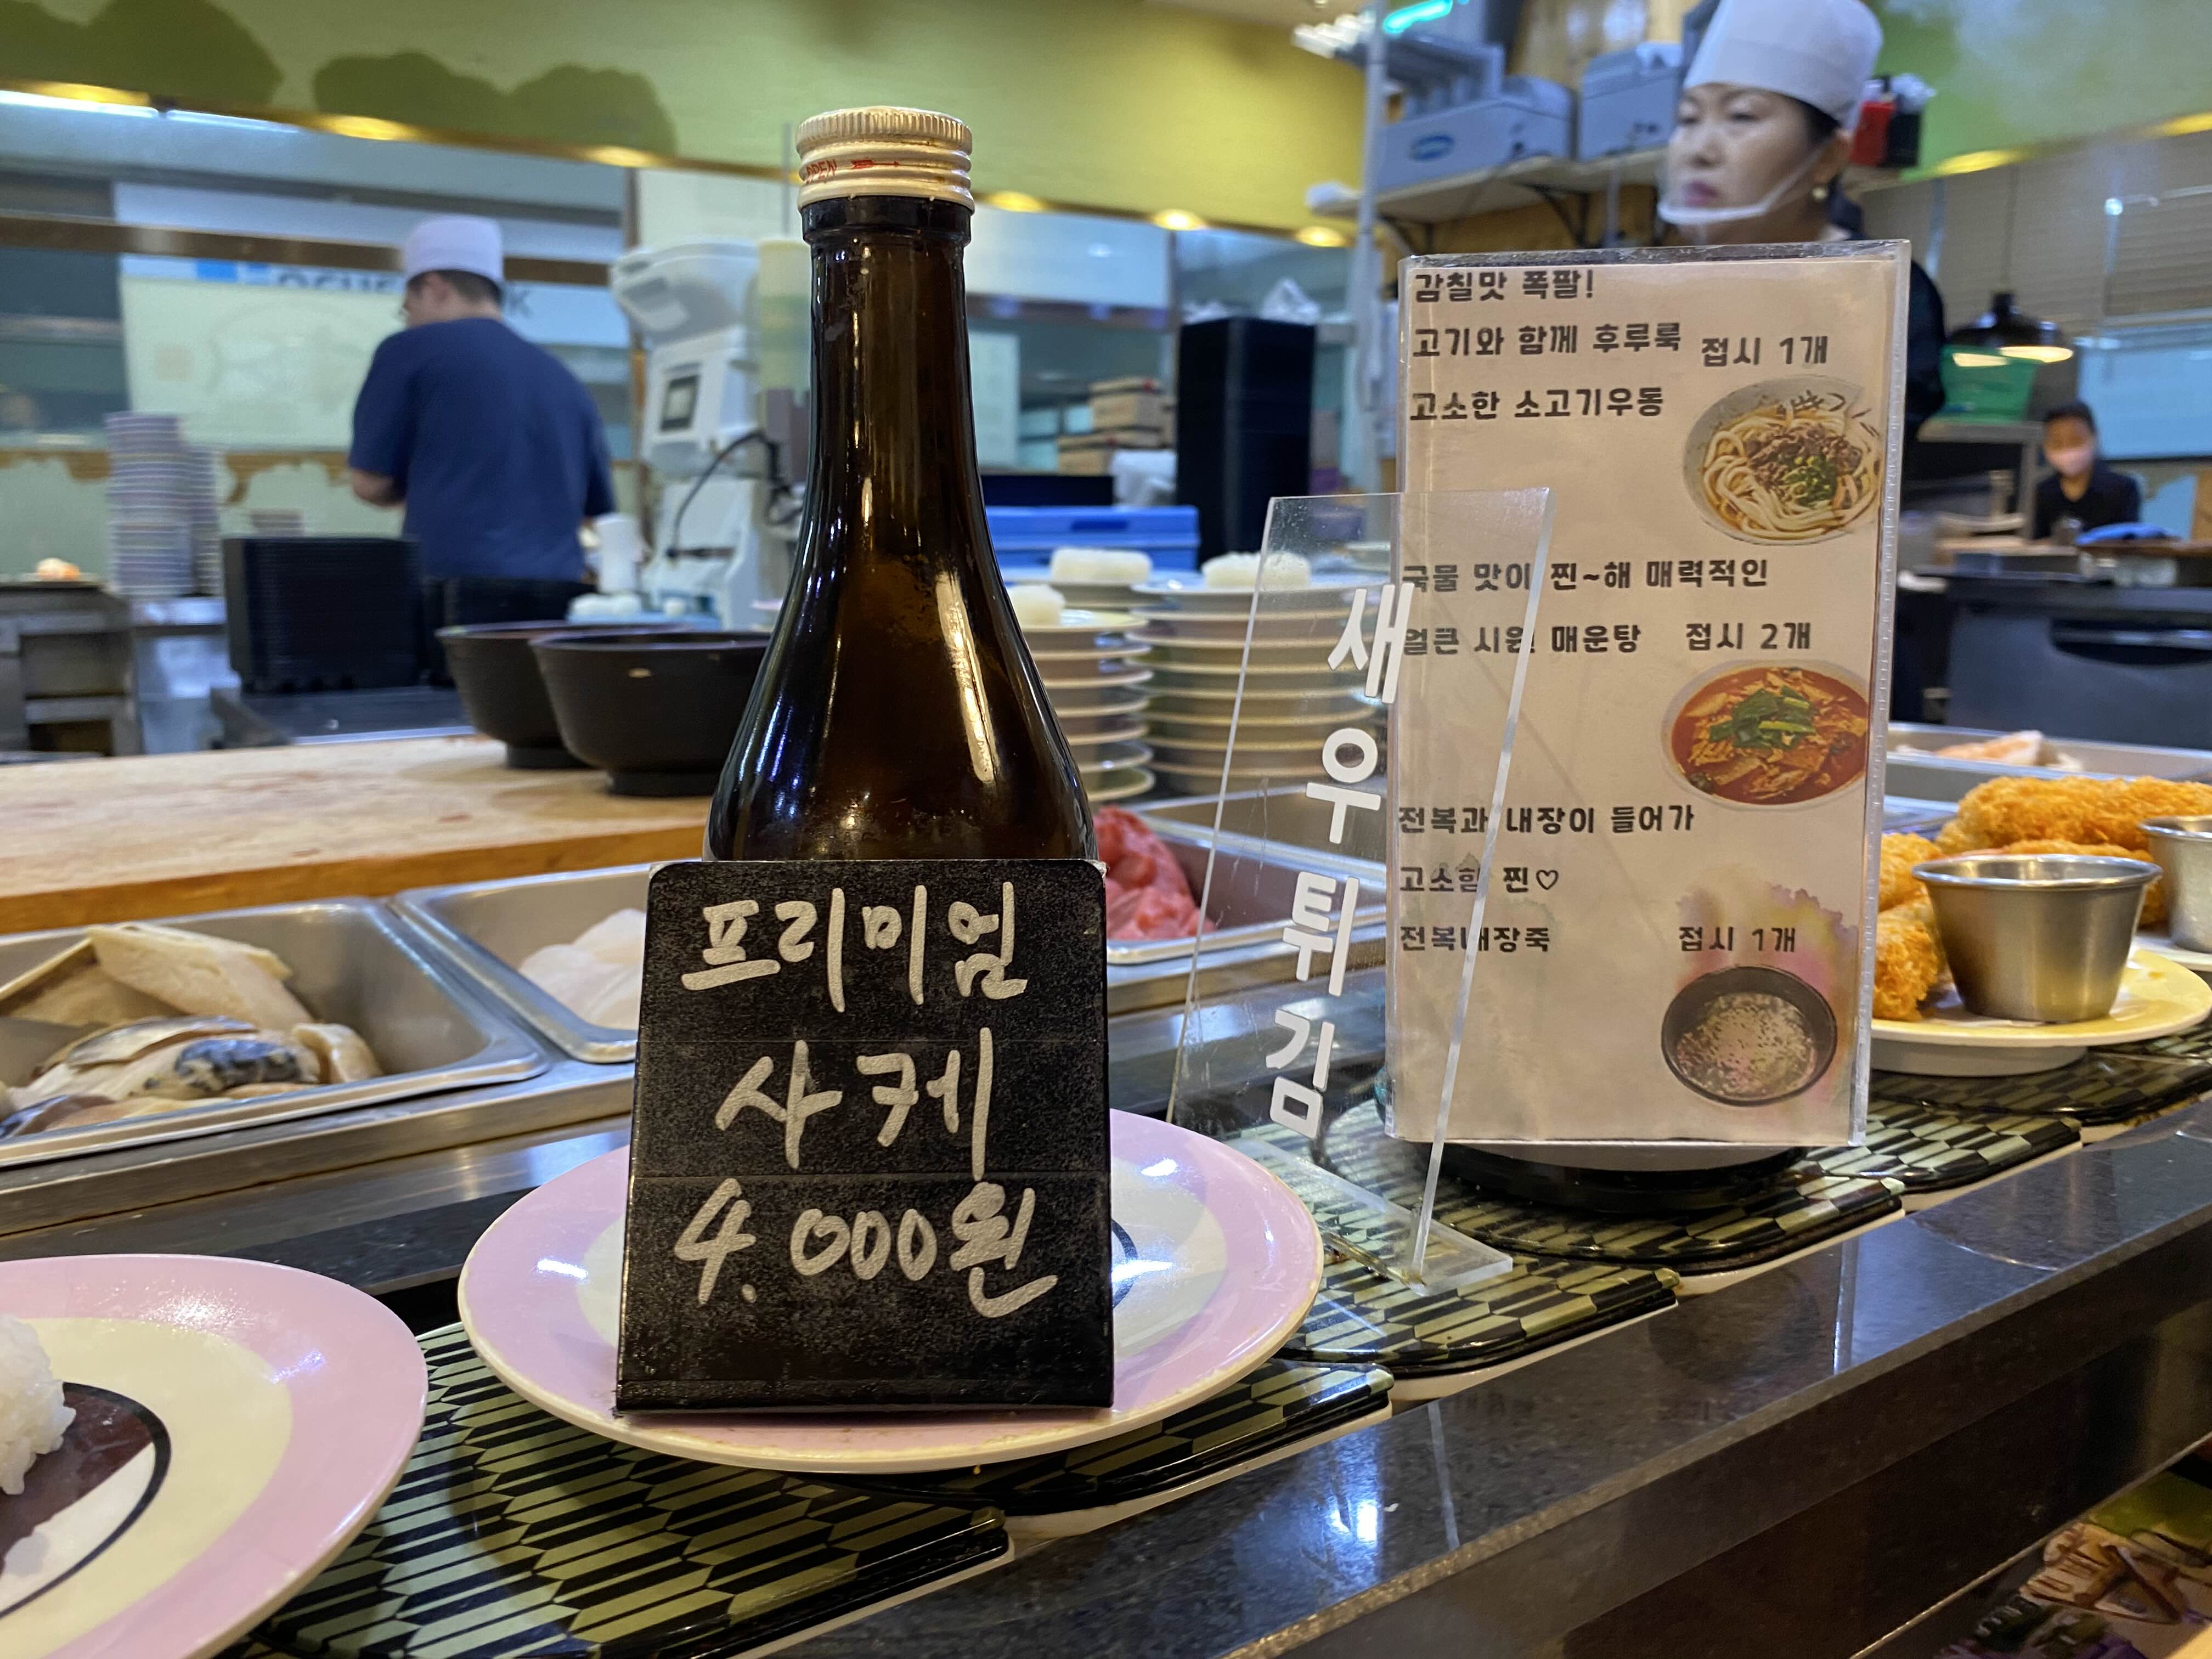 OPEN
프리미엄
사케
4.000원
새우튀김
감칠맛 폭팔!
고기와 함께 후루룩 접시 1개
고소한 소고기우동
국물 맛이 찐~해 매력적인
얼큰 시원 매운탕 접시 2개
전복과 내장이 들어가
고소함 찐♡
전복내장죽 접시 1개